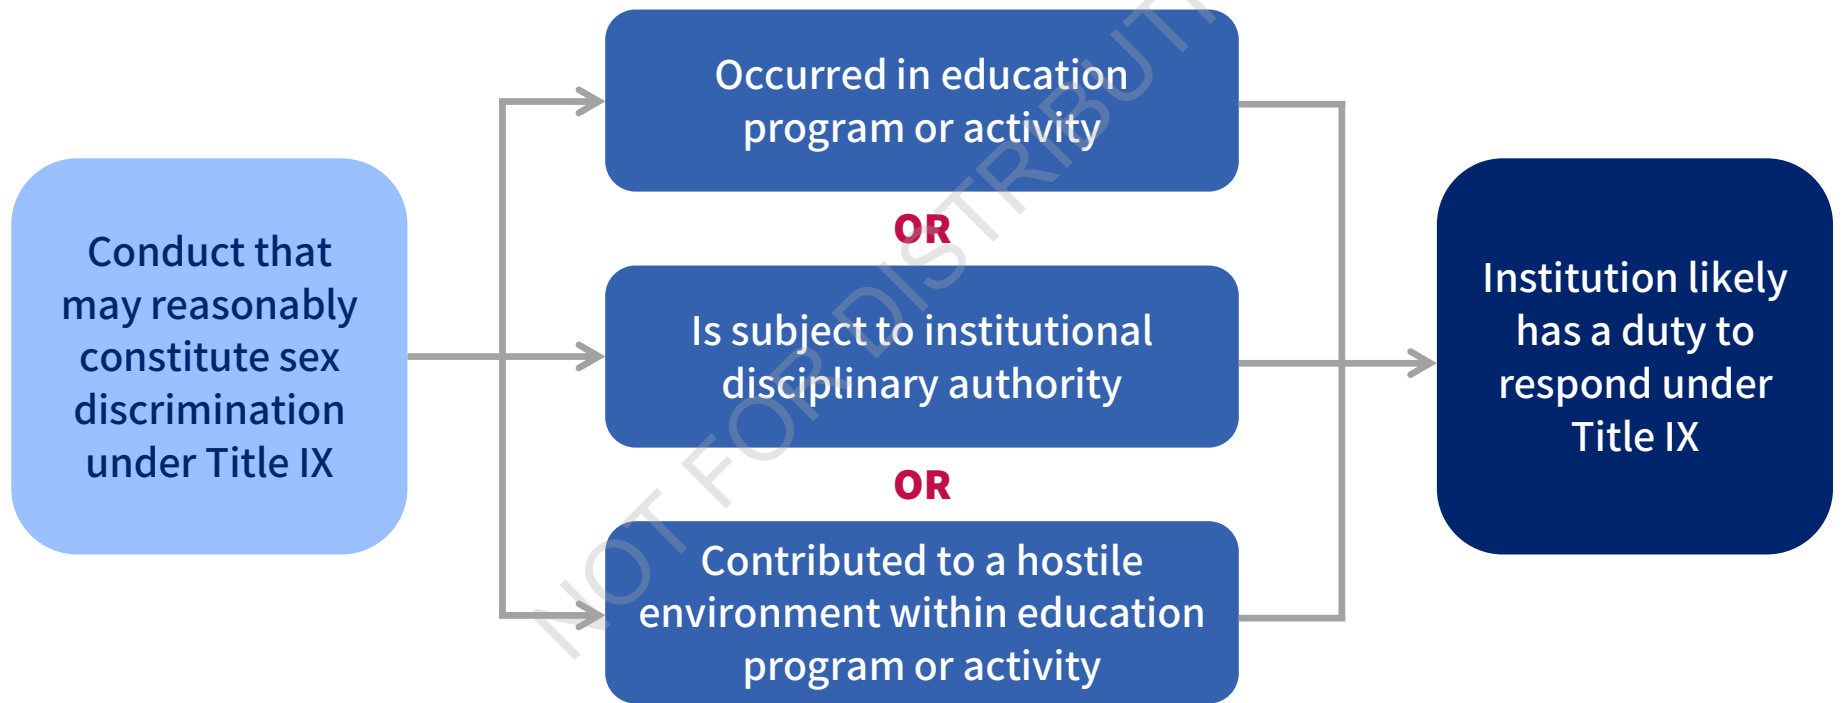 Conduct that
may reasonably
constitute sex
discrimination
under Title IX
Occurred in education
program or activity
OR
Is subject to institutional
disciplinary authority
OR
Contributed to a hostile
environment within education
program or activity
Institution likely
has a duty to
respond under
Title IX
NOT FOR DISTRIBUTI